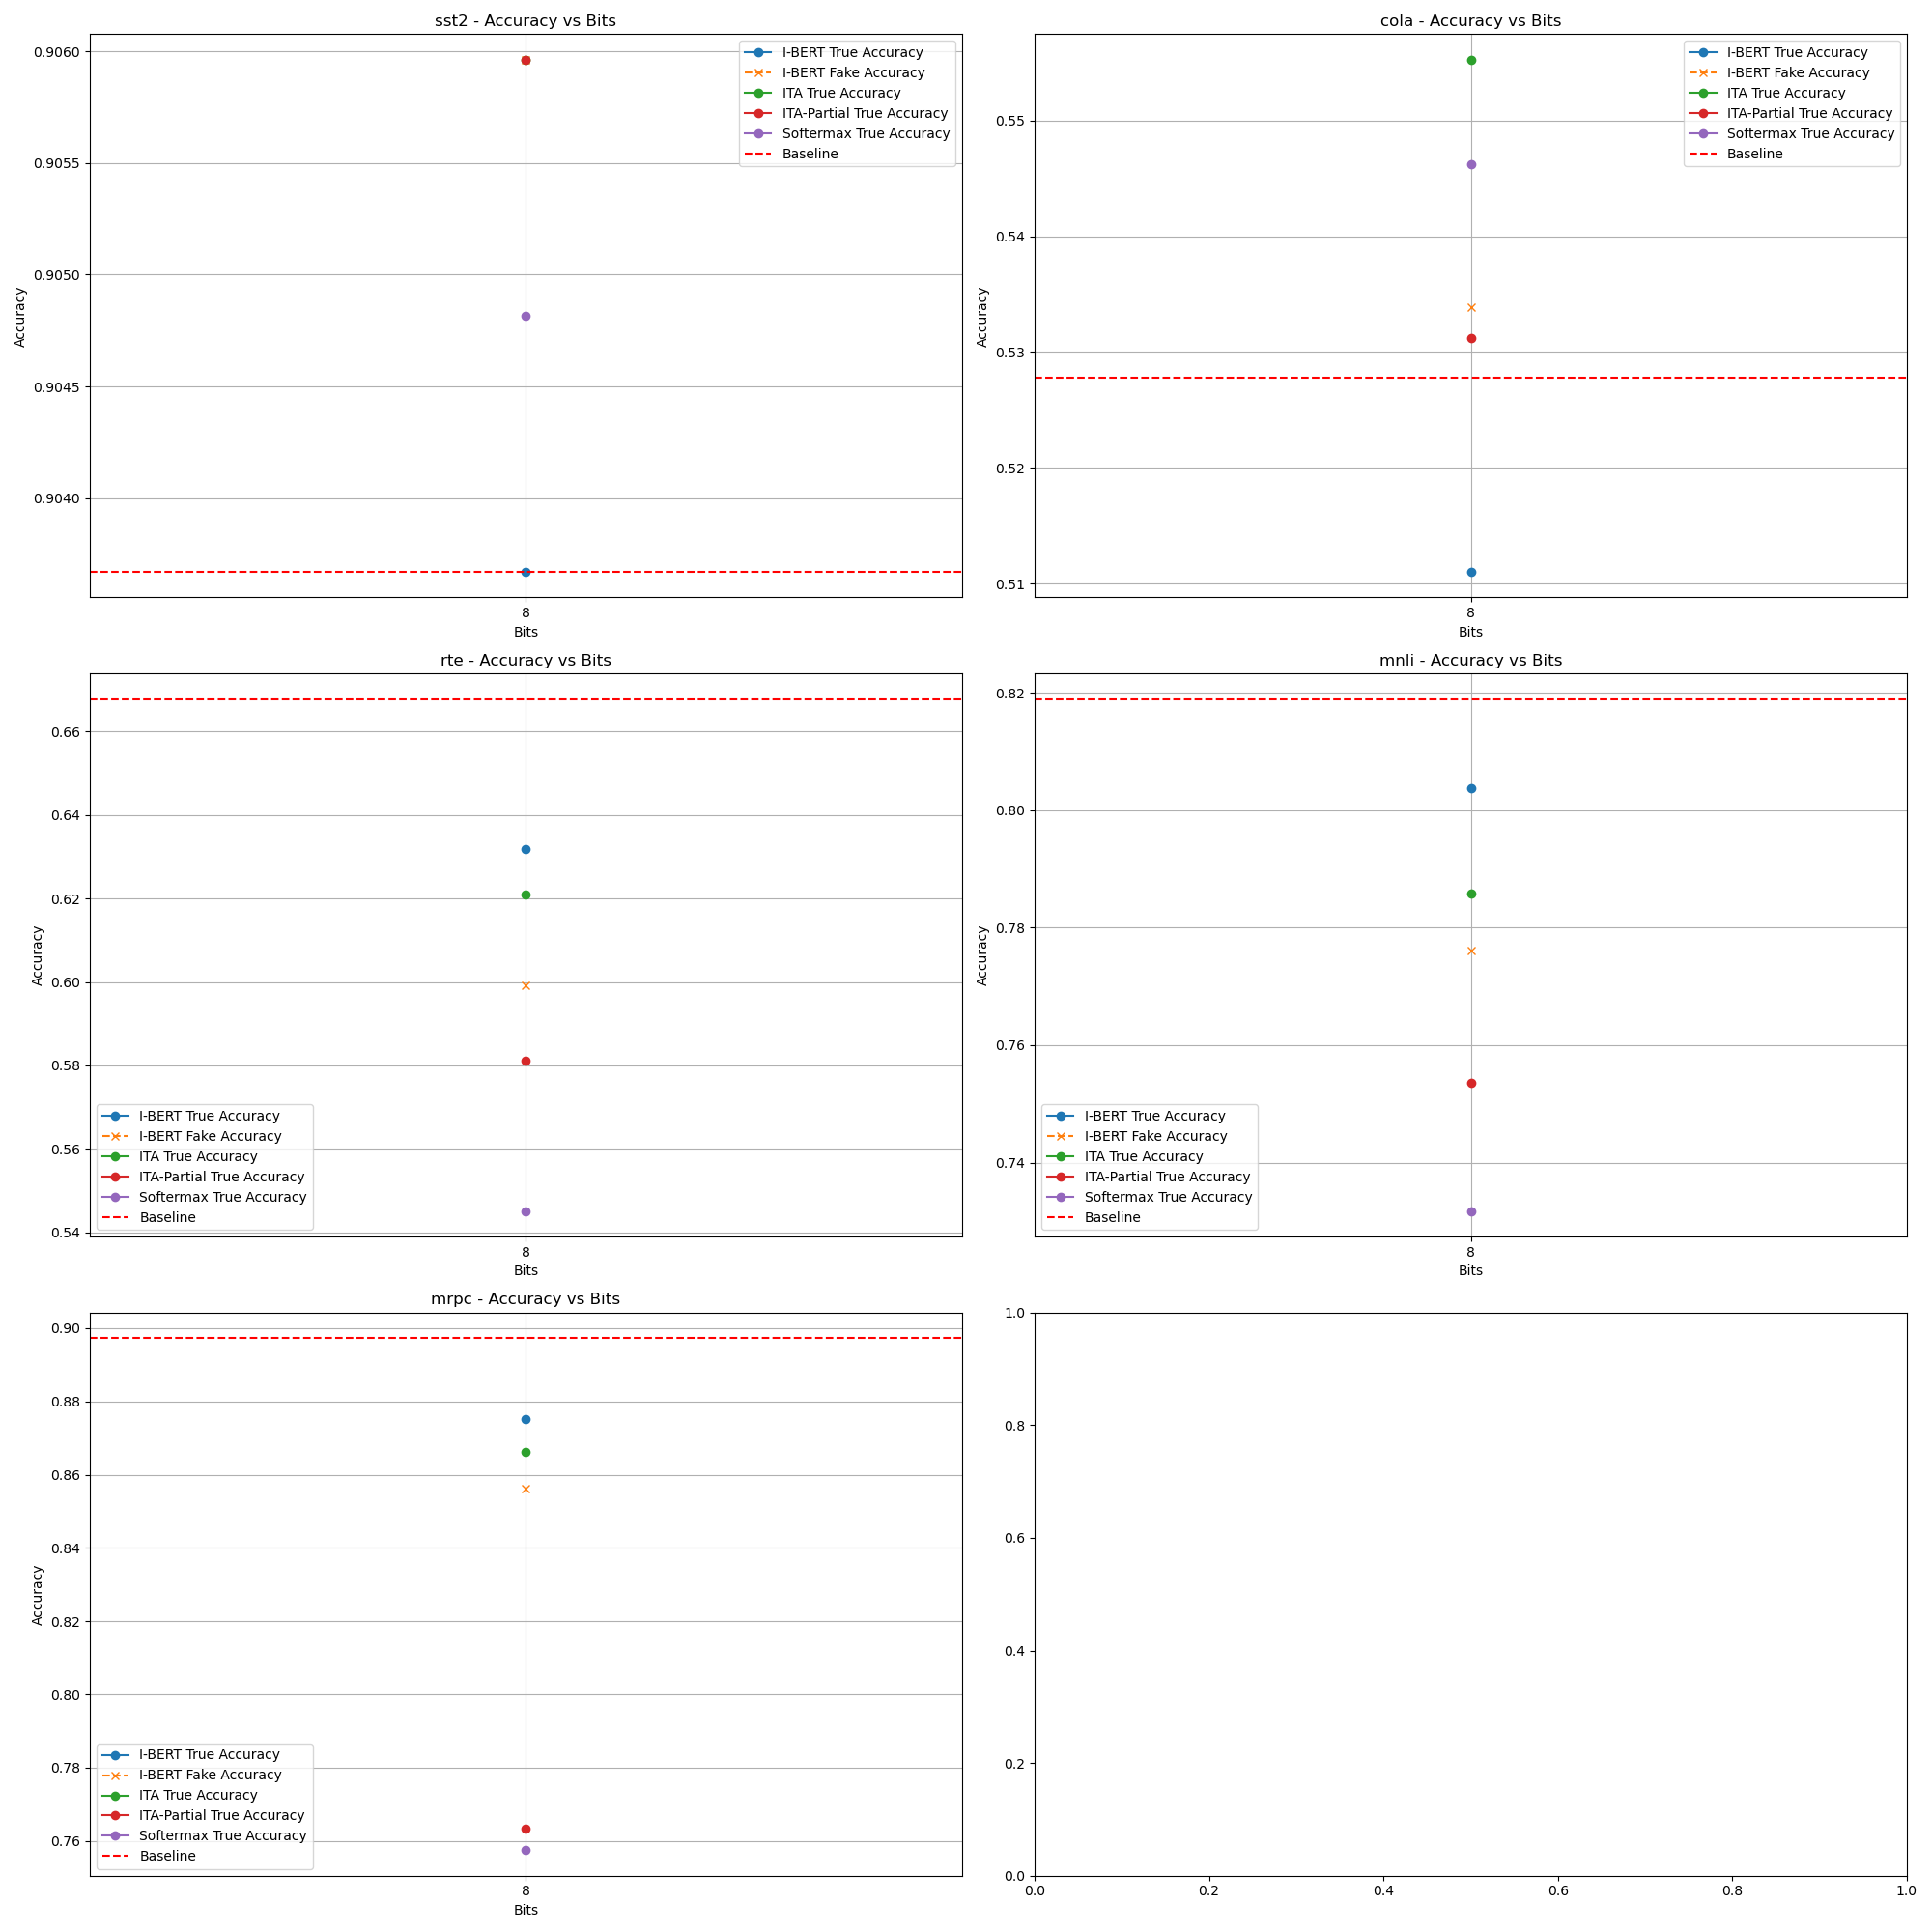 sst2 - Accuracy vs Bits
0.9060
0.9055
0.9050
0.9045
0.9040
Accuracy
8
Bits
I-BERT True Accuracy
I-BERT Fake Accuracy
ITA True Accuracy
ITA-Partial True Accuracy
Softermax True Accuracy
Baseline
cola - Accuracy vs Bits
0.55
0.54
0.53
0.52
0.51
Accuracy
8
Bits
I-BERT True Accuracy
I-BERT Fake Accuracy
ITA True Accuracy
ITA-Partial True Accuracy
Softermax True Accuracy
Baseline
rte - Accuracy vs Bits
0.66
0.64
0.62
0.60
0.58
0.56
0.54
Accuracy
8
Bits
I-BERT True Accuracy
I-BERT Fake Accuracy
ITA True Accuracy
ITA-Partial True Accuracy
Softermax True Accuracy
Baseline
mnli - Accuracy vs Bits
0.82
0.80
0.78
0.76
0.74
Accuracy
8
Bits
I-BERT True Accuracy
I-BERT Fake Accuracy
ITA True Accuracy
ITA-Partial True Accuracy
Softermax True Accuracy
Baseline
mrpc - Accuracy vs Bits
0.90
0.88
0.86
0.84
0.82
0.80
0.78
0.76
Accuracy
8
Bits
I-BERT True Accuracy
I-BERT Fake Accuracy
ITA True Accuracy
ITA-Partial True Accuracy
Softermax True Accuracy
Baseline
1.0
0.8
0.6
0.4
0.2
0.0
0.0 0.2 0.4 0.6 0.8 1.0